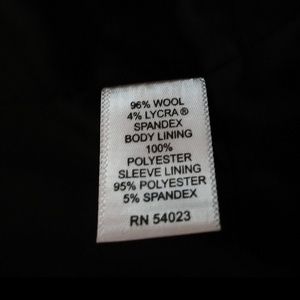 96% WOOL
4% LYCRA ®
SPANDEX
BODY LINING
100%
POLYESTER
SLEEVE LINING
95% POLYESTER
5% SPANDEX
RN 54023